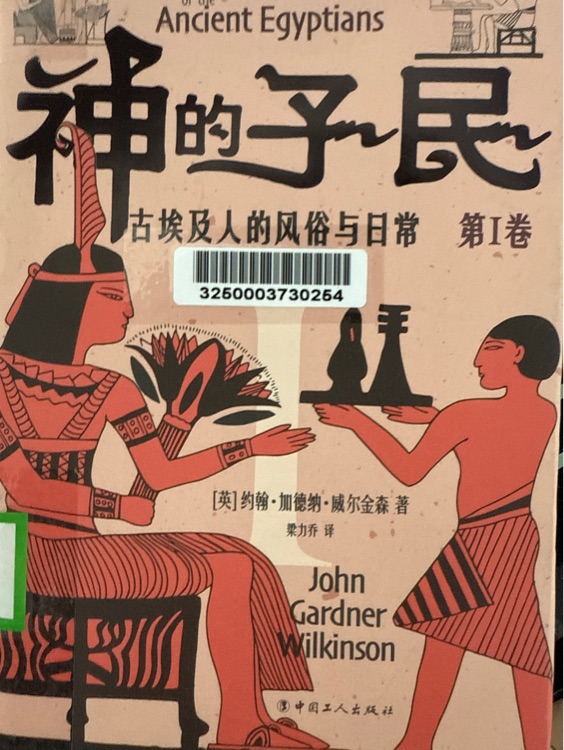 of the
Ancient Egyptians
神的子民
古埃及人的风俗与日常 第I卷
3250003730254
I
[英]约翰·加德纳·威尔金森 著
梁力乔 译
John
Gardner
Wilkinson
中国工人出版社